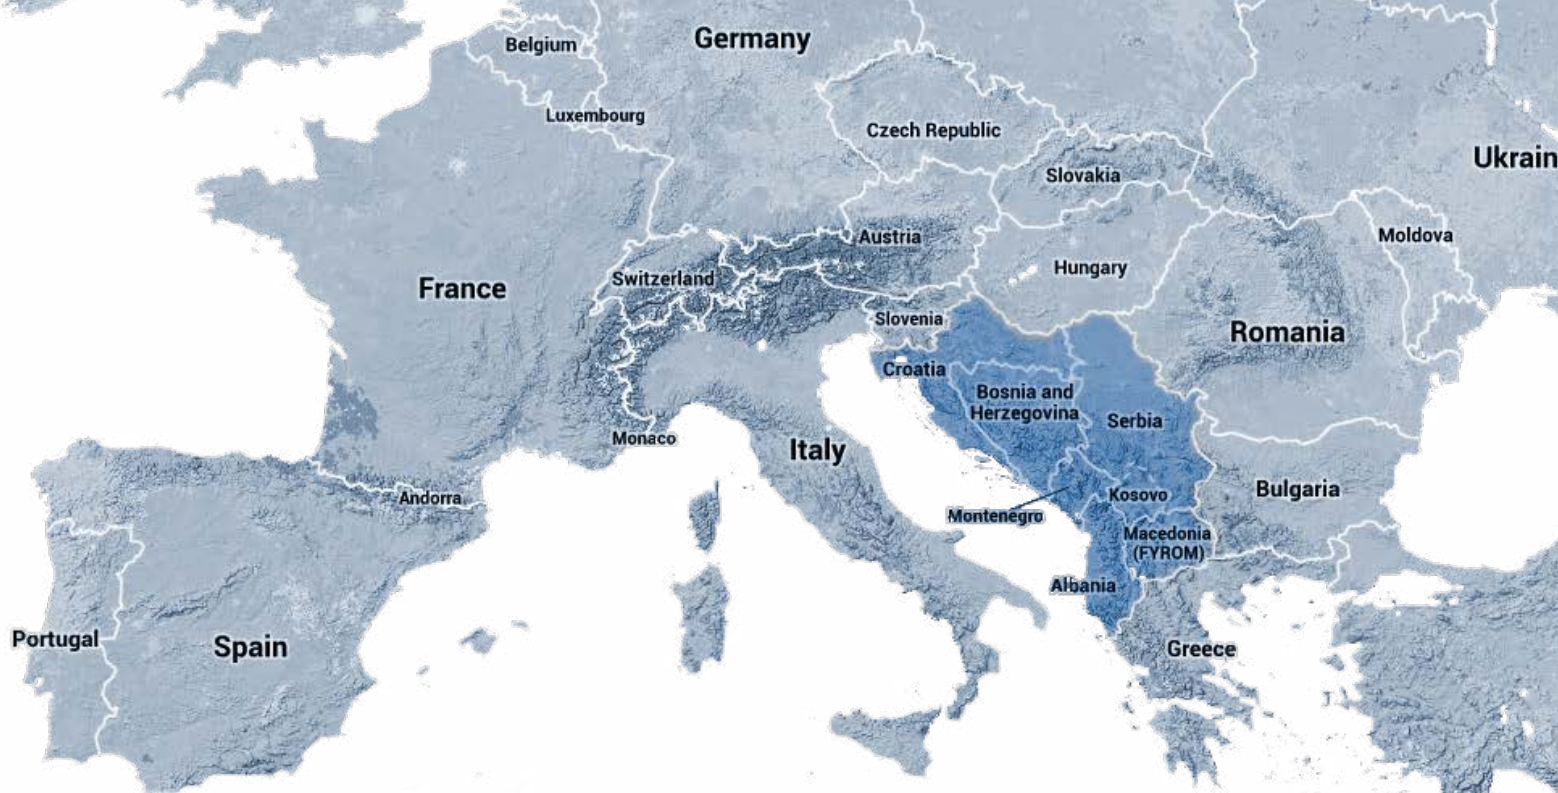 Belgium
Germany
Luxembourg
Czech Republic
Ukrain
Slovakia
Moldova
Austria
Hungary
Switzerland
France
Slovenia
Romania
Croatia
Bosnia and
Herzegovina
Serbia
Monaco
Italy
Andorra
Kosovo
Bulgaria
Montenegro
Macedonia
(FYROM)
Albania
Portugal
Spain
Greece